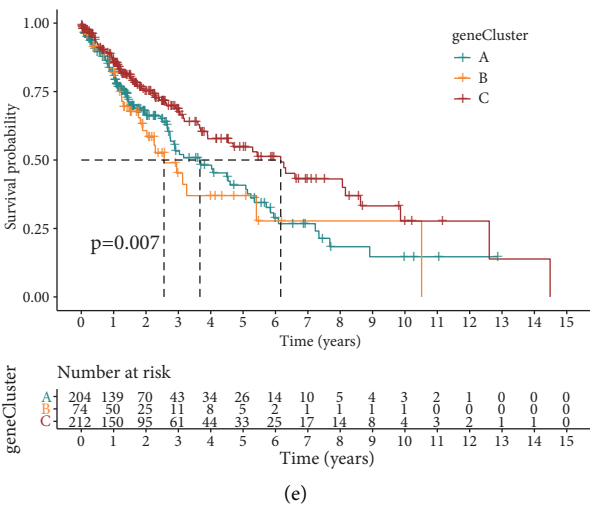 1.00
0.75
0.50
0.25
0.00
Survival probability
geneCluster
A
B
C
p=0.007
0 1 2 3 4 5 6 7 8 9 10 11 12 13 14 15
Time (years)
Number at risk
geneCluster
A 204 139 70 43 34 26 14 10 5 4 3 2 1 0 0 0
B 74 50 25 11 8 5 2 1 1 1 1 0 0 0 0 0
C 212 150 95 61 44 33 25 17 14 8 4 3 2 1 1 0
0 1 2 3 4 5 6 7 8 9 10 11 12 13 14 15
Time (years)
(e)